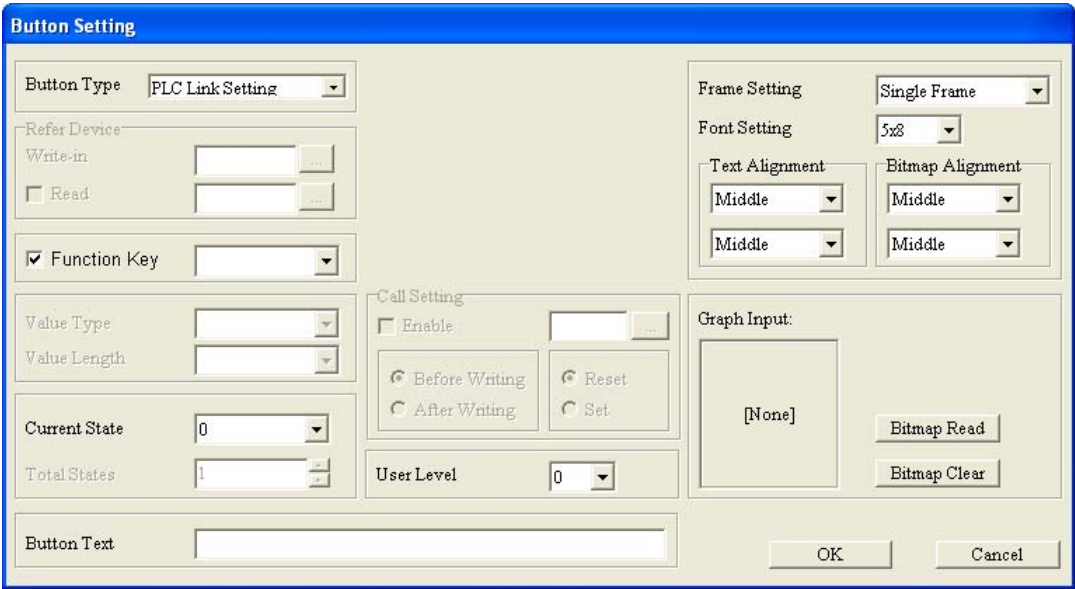 Button Setting
Button Type PLC Link Setting
Refer Device
Write-in ...
Read ...
Function Key
Value Type
Value Length
Current State 0
Total States 1
Call Setting
Enable ...
Before Writing Reset
After Writing Set
User Level 0
Button Text
Frame Setting Single Frame
Font Setting 5x8
Text Alignment Bitmap Alignment
Middle Middle
Middle Middle
Graph Input:
[None]
Bitmap Read
Bitmap Clear
OK Cancel